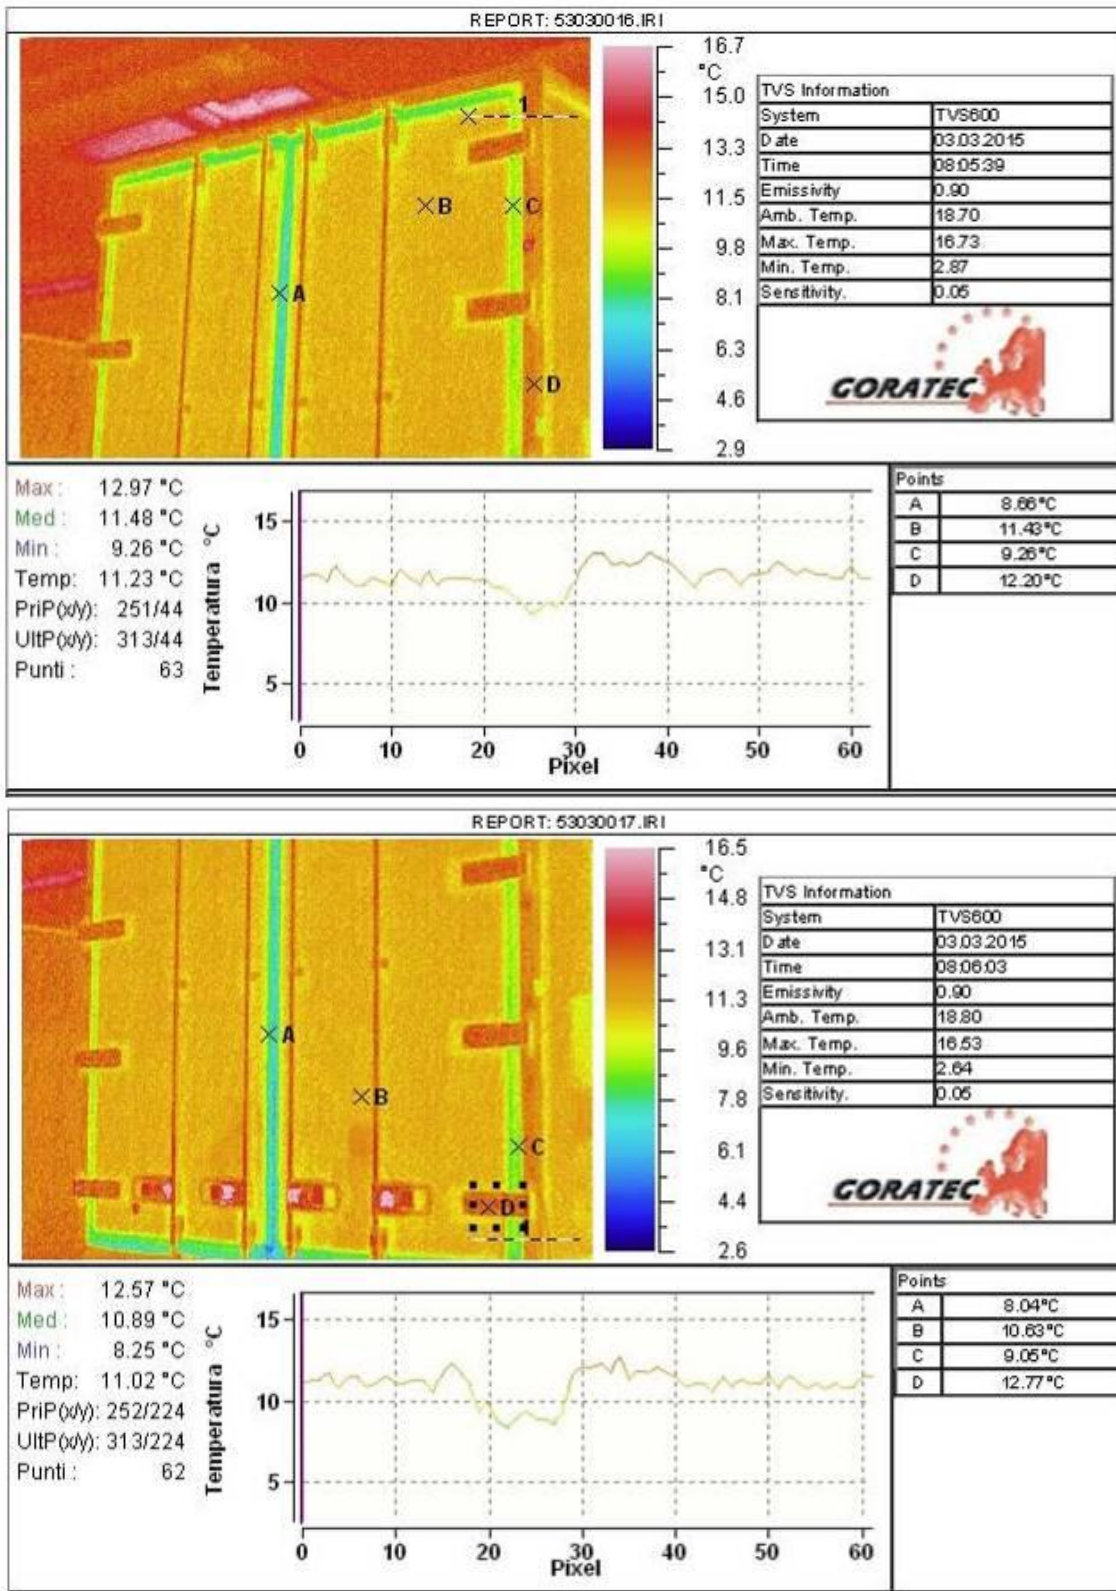 REPORT: 53030016.IRI
16.7
°C
15.0
13.3
11.5
9.8
8.1
6.3
4.6
2.9
1
B
C
A
D
TVS Information
System TVS600
Date 03.03.2015
Time 08:05:39
Emissivity 0.90
Amb. Temp. 18.70
Max. Temp. 16.73
Min. Temp. 2.87
Sensitivity. 0.05
GORATEC
Max : 12.97 °C
Med : 11.48 °C
Min : 9.26 °C
Temp: 11.23 °C
PriP(x/y): 251/44
UltP(x/y): 313/44
Punti : 63
Temperatura °C
15
10
5
0 10 20 30 40 50 60
Pixel
Points
A 8.66°C
B 11.43°C
C 9.26°C
D 12.20°C
REPORT: 53030017.IRI
16.5
°C
14.8
13.1
11.3
9.6
7.8
6.1
4.4
2.6
A
B
C
D
TVS Information
System TVS600
Date 03.03.2015
Time 08:06:03
Emissivity 0.90
Amb. Temp. 18.80
Max. Temp. 16.53
Min. Temp. 2.64
Sensitivity. 0.05
GORATEC
Max : 12.57 °C
Med : 10.89 °C
Min : 8.25 °C
Temp: 11.02 °C
PriP(x/y): 252/224
UltP(x/y): 313/224
Punti : 62
Temperatura °C
15
10
5
0 10 20 30 40 50 60
Pixel
Points
A 8.04°C
B 10.63°C
C 9.05°C
D 12.77°C